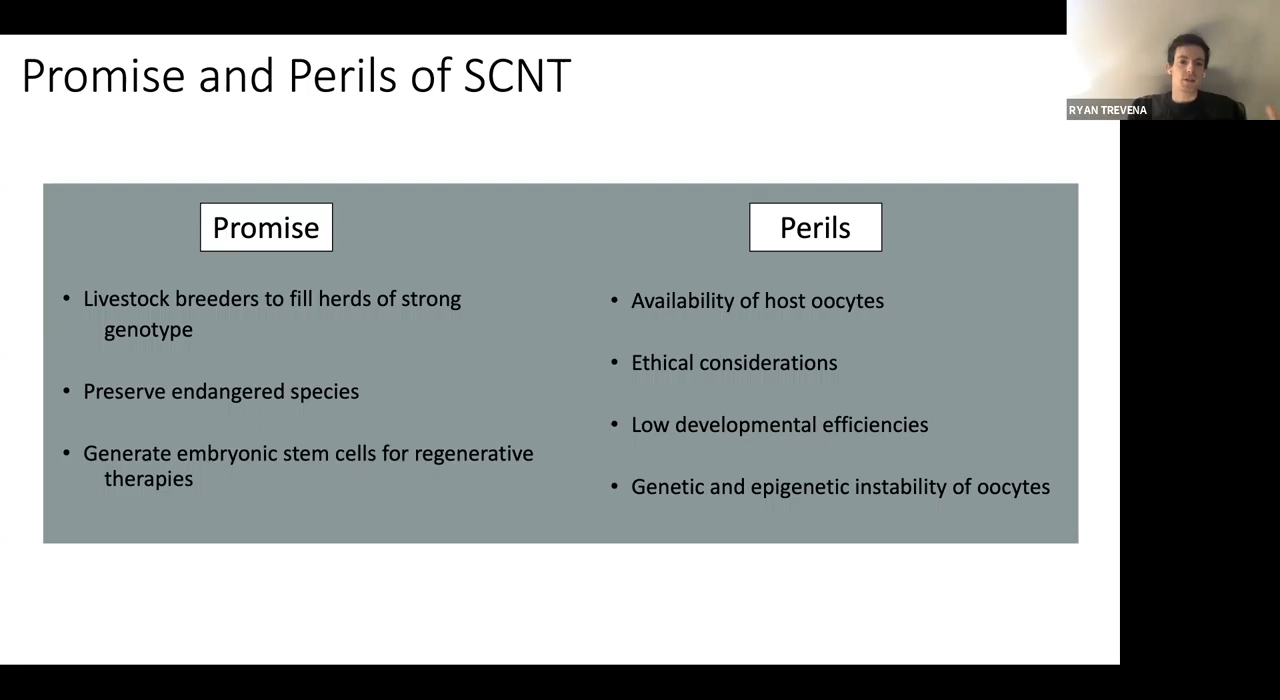 Promise and Perils of SCNT
RYAN TREVENA
Promise
• Livestock breeders to fill herds of strong
genotype
• Preserve endangered species
• Generate embryonic stem cells for regenerative
therapies
Perils
• Availability of host oocytes
• Ethical considerations
• Low developmental efficiencies
• Genetic and epigenetic instability of oocytes